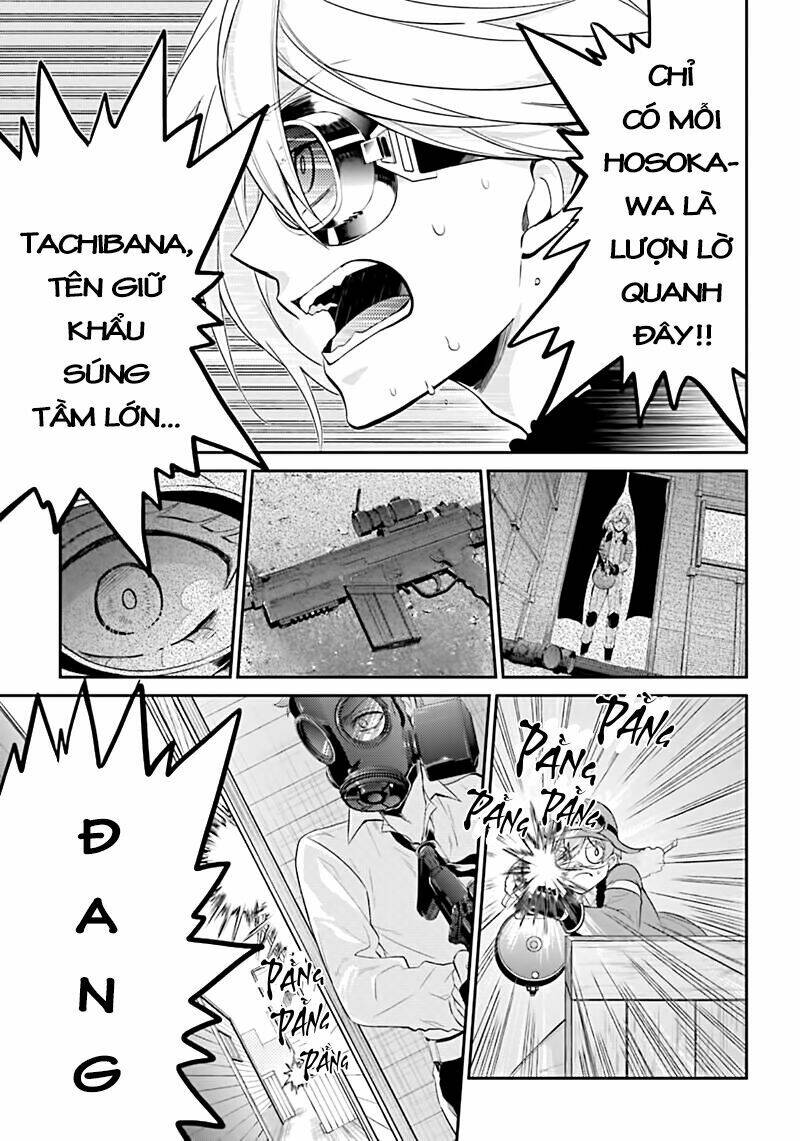 CHỈ
CÓ MỖI
HOSOKA-
WA LÀ
LƯỢN LỜ
QUANH
ĐÂY!!
TACHIBANA,
TÊN GIỮ
KHẨU
SÚNG
TẦM LỚN...
PẰNG
PẰNG
PẰNG
PẰNG
PẰNG
PẰNG
PẰNG
ĐANG